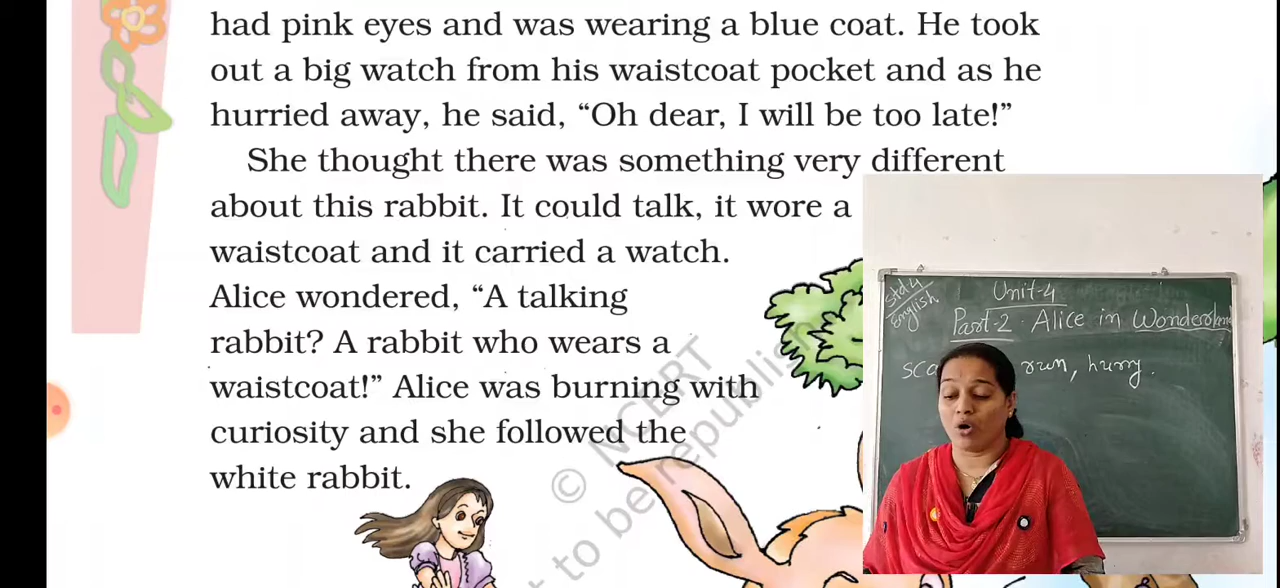 had pink eyes and was wearing a blue coat. He took
out a big watch from his waistcoat pocket and as he
hurried away, he said, “Oh dear, I will be too late!”
She thought there was something very different
about this rabbit. It could talk, it wore a
waistcoat and it carried a watch.
Alice wondered, “A talking
rabbit? A rabbit who wears a
waistcoat!” Alice was burning with
curiosity and she followed the
white rabbit.
© NCERT
to be republish
Std.4
English
Unit-4
Part-2. Alice in
run, hurry.